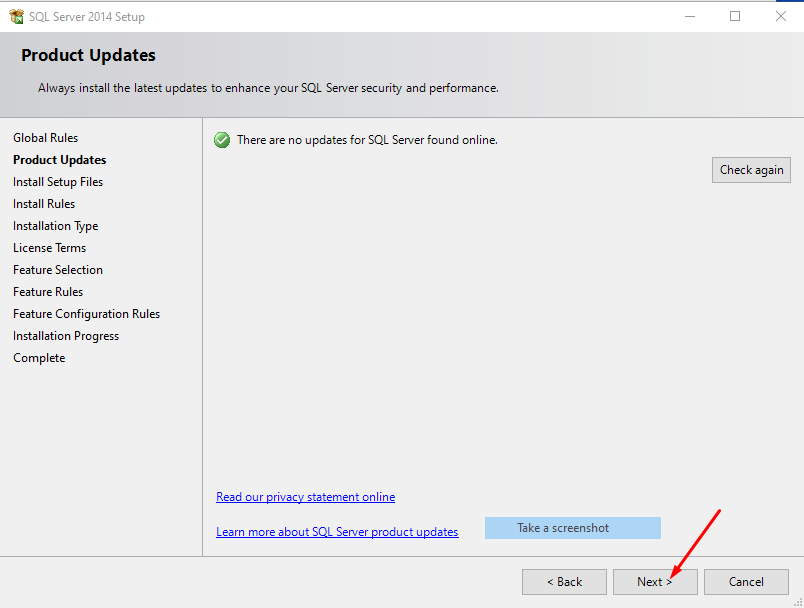 SQL Server 2014 Setup
Product Updates
Always install the latest updates to enhance your SQL Server security and performance.
Global Rules
Product Updates
Install Setup Files
Install Rules
Installation Type
License Terms
Feature Selection
Feature Rules
Feature Configuration Rules
Installation Progress
Complete
There are no updates for SQL Server found online.
Check again
Read our privacy statement online
Learn more about SQL Server product updates
Take a screenshot
< Back
Next >
Cancel